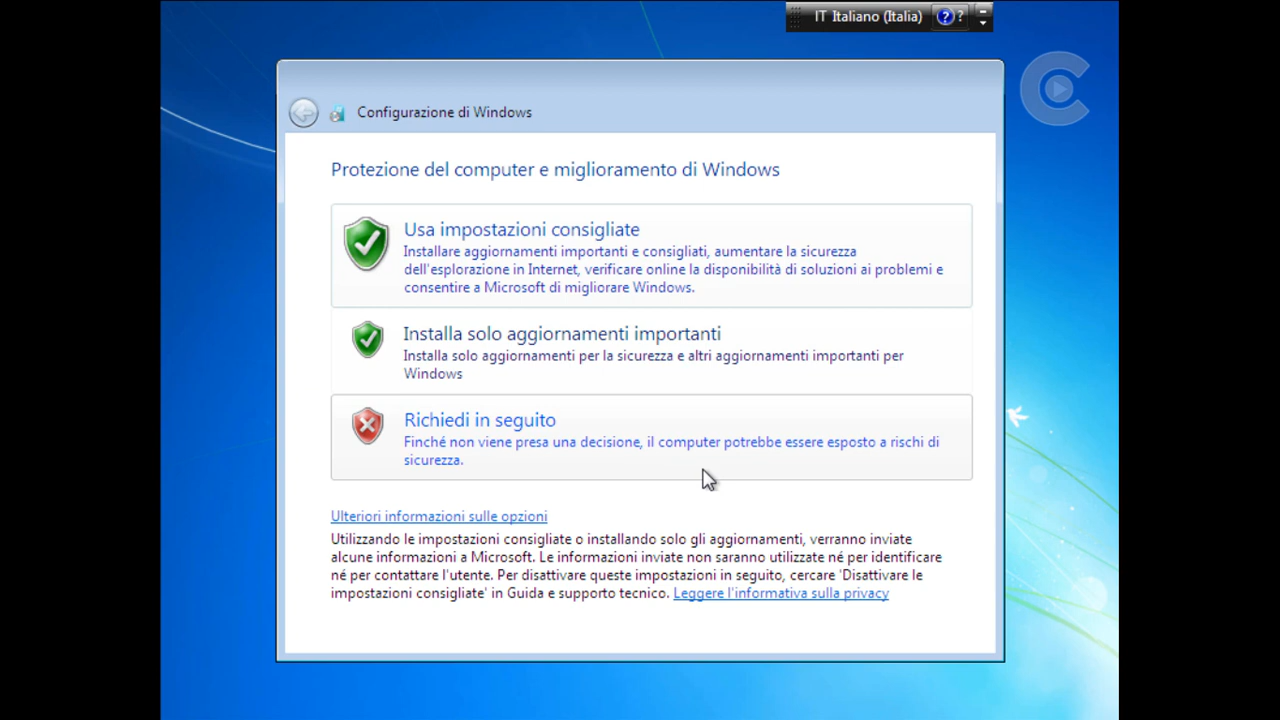 IT Italiano (Italia) ? ?
Configurazione di Windows
Protezione del computer e miglioramento di Windows
Usa impostazioni consigliate
Installare aggiornamenti importanti e consigliati, aumentare la sicurezza
dell'esplorazione in Internet, verificare online la disponibilità di soluzioni ai problemi e
consentire a Microsoft di migliorare Windows.
Installa solo aggiornamenti importanti
Installa solo aggiornamenti per la sicurezza e altri aggiornamenti importanti per
Windows
Richiedi in seguito
Finché non viene presa una decisione, il computer potrebbe essere esposto a rischi di
sicurezza.
Ulteriori informazioni sulle opzioni
Utilizzando le impostazioni consigliate o installando solo gli aggiornamenti, verranno inviate
alcune informazioni a Microsoft. Le informazioni inviate non saranno utilizzate né per identificare
né per contattare l'utente. Per disattivare queste impostazioni in seguito, cercare 'Disattivare le
impostazioni consigliate' in Guida e supporto tecnico. Leggere l'informativa sulla privacy